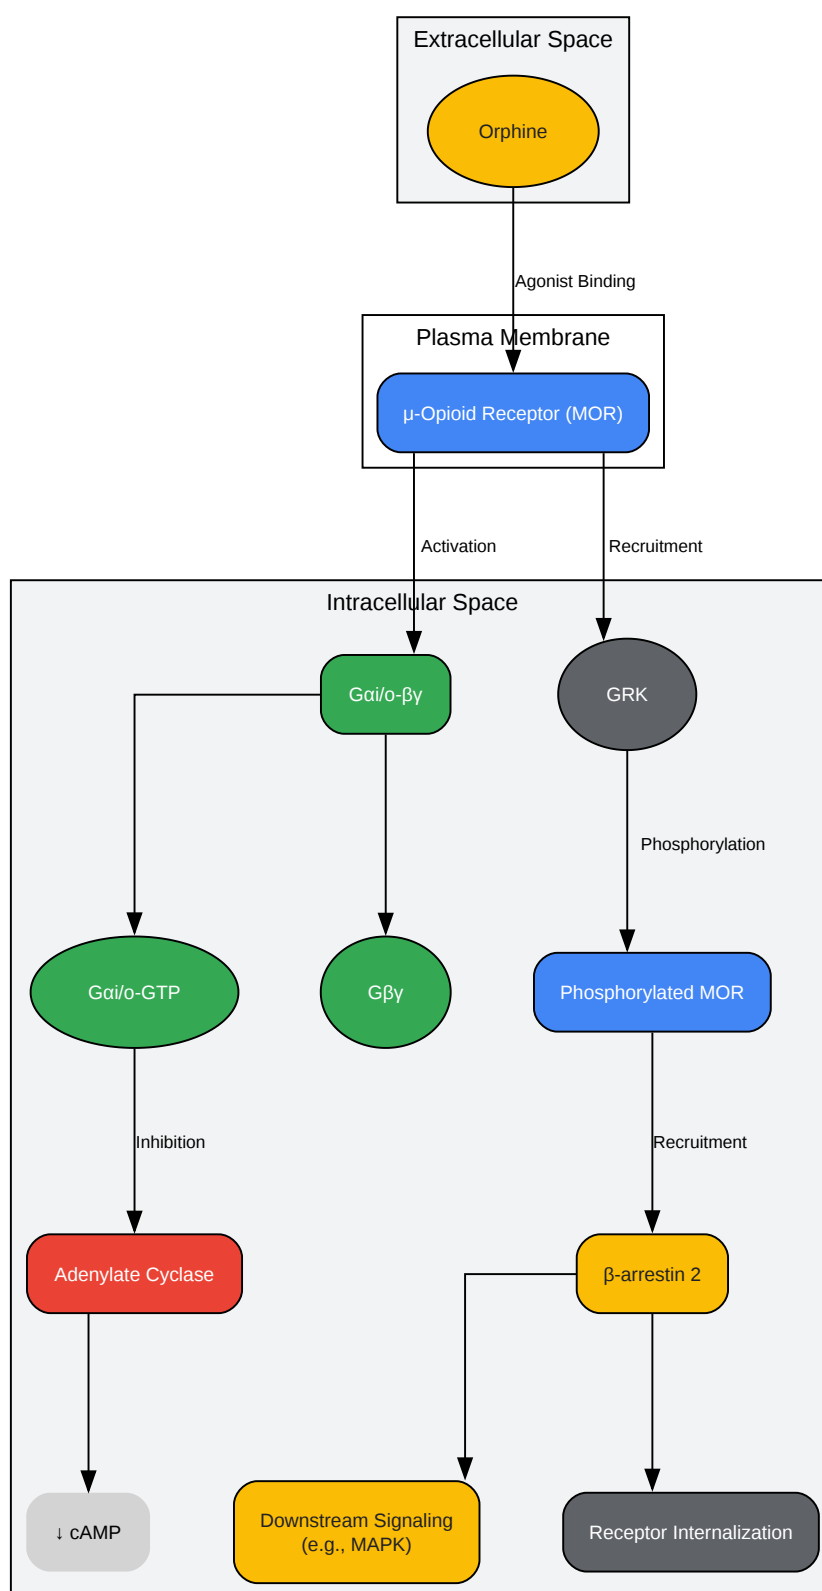 Extracellular Space
Orphine
Agonist Binding
Plasma Membrane
μ-Opioid Receptor (MOR)
Activation
Recruitment
Intracellular Space
Gαi/o-βγ
GRK
Phosphorylation
Gαi/o-GTP
Gβγ
Phosphorylated MOR
Inhibition
Recruitment
Adenylate Cyclase
β-arrestin 2
↓ cAMP
Downstream Signaling
(e.g., MAPK)
Receptor Internalization